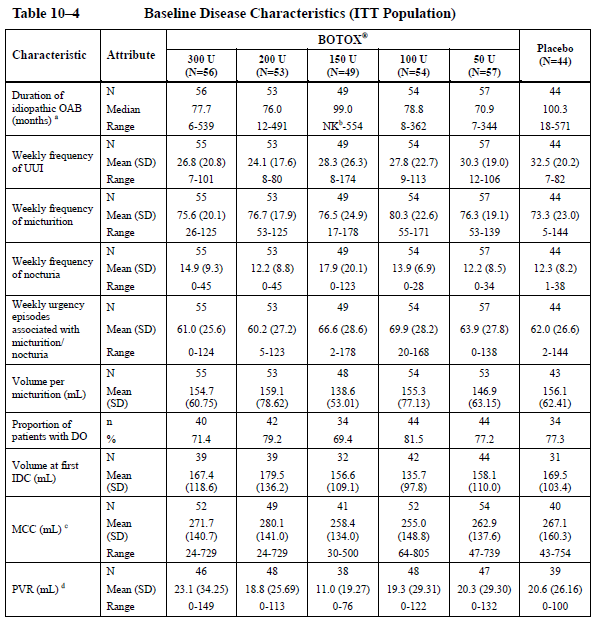 Table 10–4 Baseline Disease Characteristics (ITT Population)
Characteristic Attribute BOTOX® Placebo (N=44)
300 U (N=56) 200 U (N=53) 150 U (N=49) 100 U (N=54) 50 U (N=57)
Duration of idiopathic OAB (months) a
N 56 53 49 54 57 44
Median 77.7 76.0 99.0 78.8 70.9 100.3
Range 6-539 12-491 NKb-554 8-362 7-344 18-571
Weekly frequency of UUI
N 55 53 49 54 57 44
Mean (SD) 26.8 (20.8) 24.1 (17.6) 28.3 (26.3) 27.8 (22.7) 30.3 (19.0) 32.5 (20.2)
Range 7-101 8-80 8-174 9-113 12-106 7-82
Weekly frequency of micturition
N 55 53 49 54 57 44
Mean (SD) 75.6 (20.1) 76.7 (17.9) 76.5 (24.9) 80.3 (22.6) 76.3 (19.1) 73.3 (23.0)
Range 26-125 53-125 17-178 55-171 53-139 5-144
Weekly frequency of nocturia
N 55 53 49 54 57 44
Mean (SD) 14.9 (9.3) 12.2 (8.8) 17.9 (20.1) 13.9 (6.9) 12.2 (8.5) 12.3 (8.2)
Range 0-45 0-45 0-123 0-28 0-34 1-38
Weekly urgency episodes associated with micturition/ nocturia
N 55 53 49 54 57 44
Mean (SD) 61.0 (25.6) 60.2 (27.2) 66.6 (28.6) 69.9 (28.2) 63.9 (27.8) 62.0 (26.6)
Range 0-124 5-123 2-178 20-168 0-138 2-144
Volume per micturition (mL)
N 55 53 48 54 53 43
Mean (SD) 154.7 (60.75) 159.1 (78.62) 138.6 (53.01) 155.3 (77.13) 146.9 (63.15) 156.1 (62.41)
Proportion of patients with DO
n 40 42 34 44 44 34
% 71.4 79.2 69.4 81.5 77.2 77.3
Volume at first IDC (mL)
N 39 39 32 42 44 31
Mean (SD) 167.4 (118.6) 179.5 (136.2) 156.6 (109.1) 135.7 (97.8) 158.1 (110.0) 169.5 (103.4)
MCC (mL) c
N 52 49 41 52 54 40
Mean (SD) 271.7 (140.7) 280.1 (141.0) 258.4 (134.0) 255.0 (148.8) 262.9 (137.6) 267.1 (160.3)
Range 24-729 24-729 30-500 64-805 47-739 43-754
PVR (mL) d
N 46 48 38 48 47 39
Mean (SD) 23.1 (34.25) 18.8 (25.69) 11.0 (19.27) 19.3 (29.31) 20.3 (29.30) 20.6 (26.16)
Range 0-149 0-113 0-76 0-122 0-132 0-100